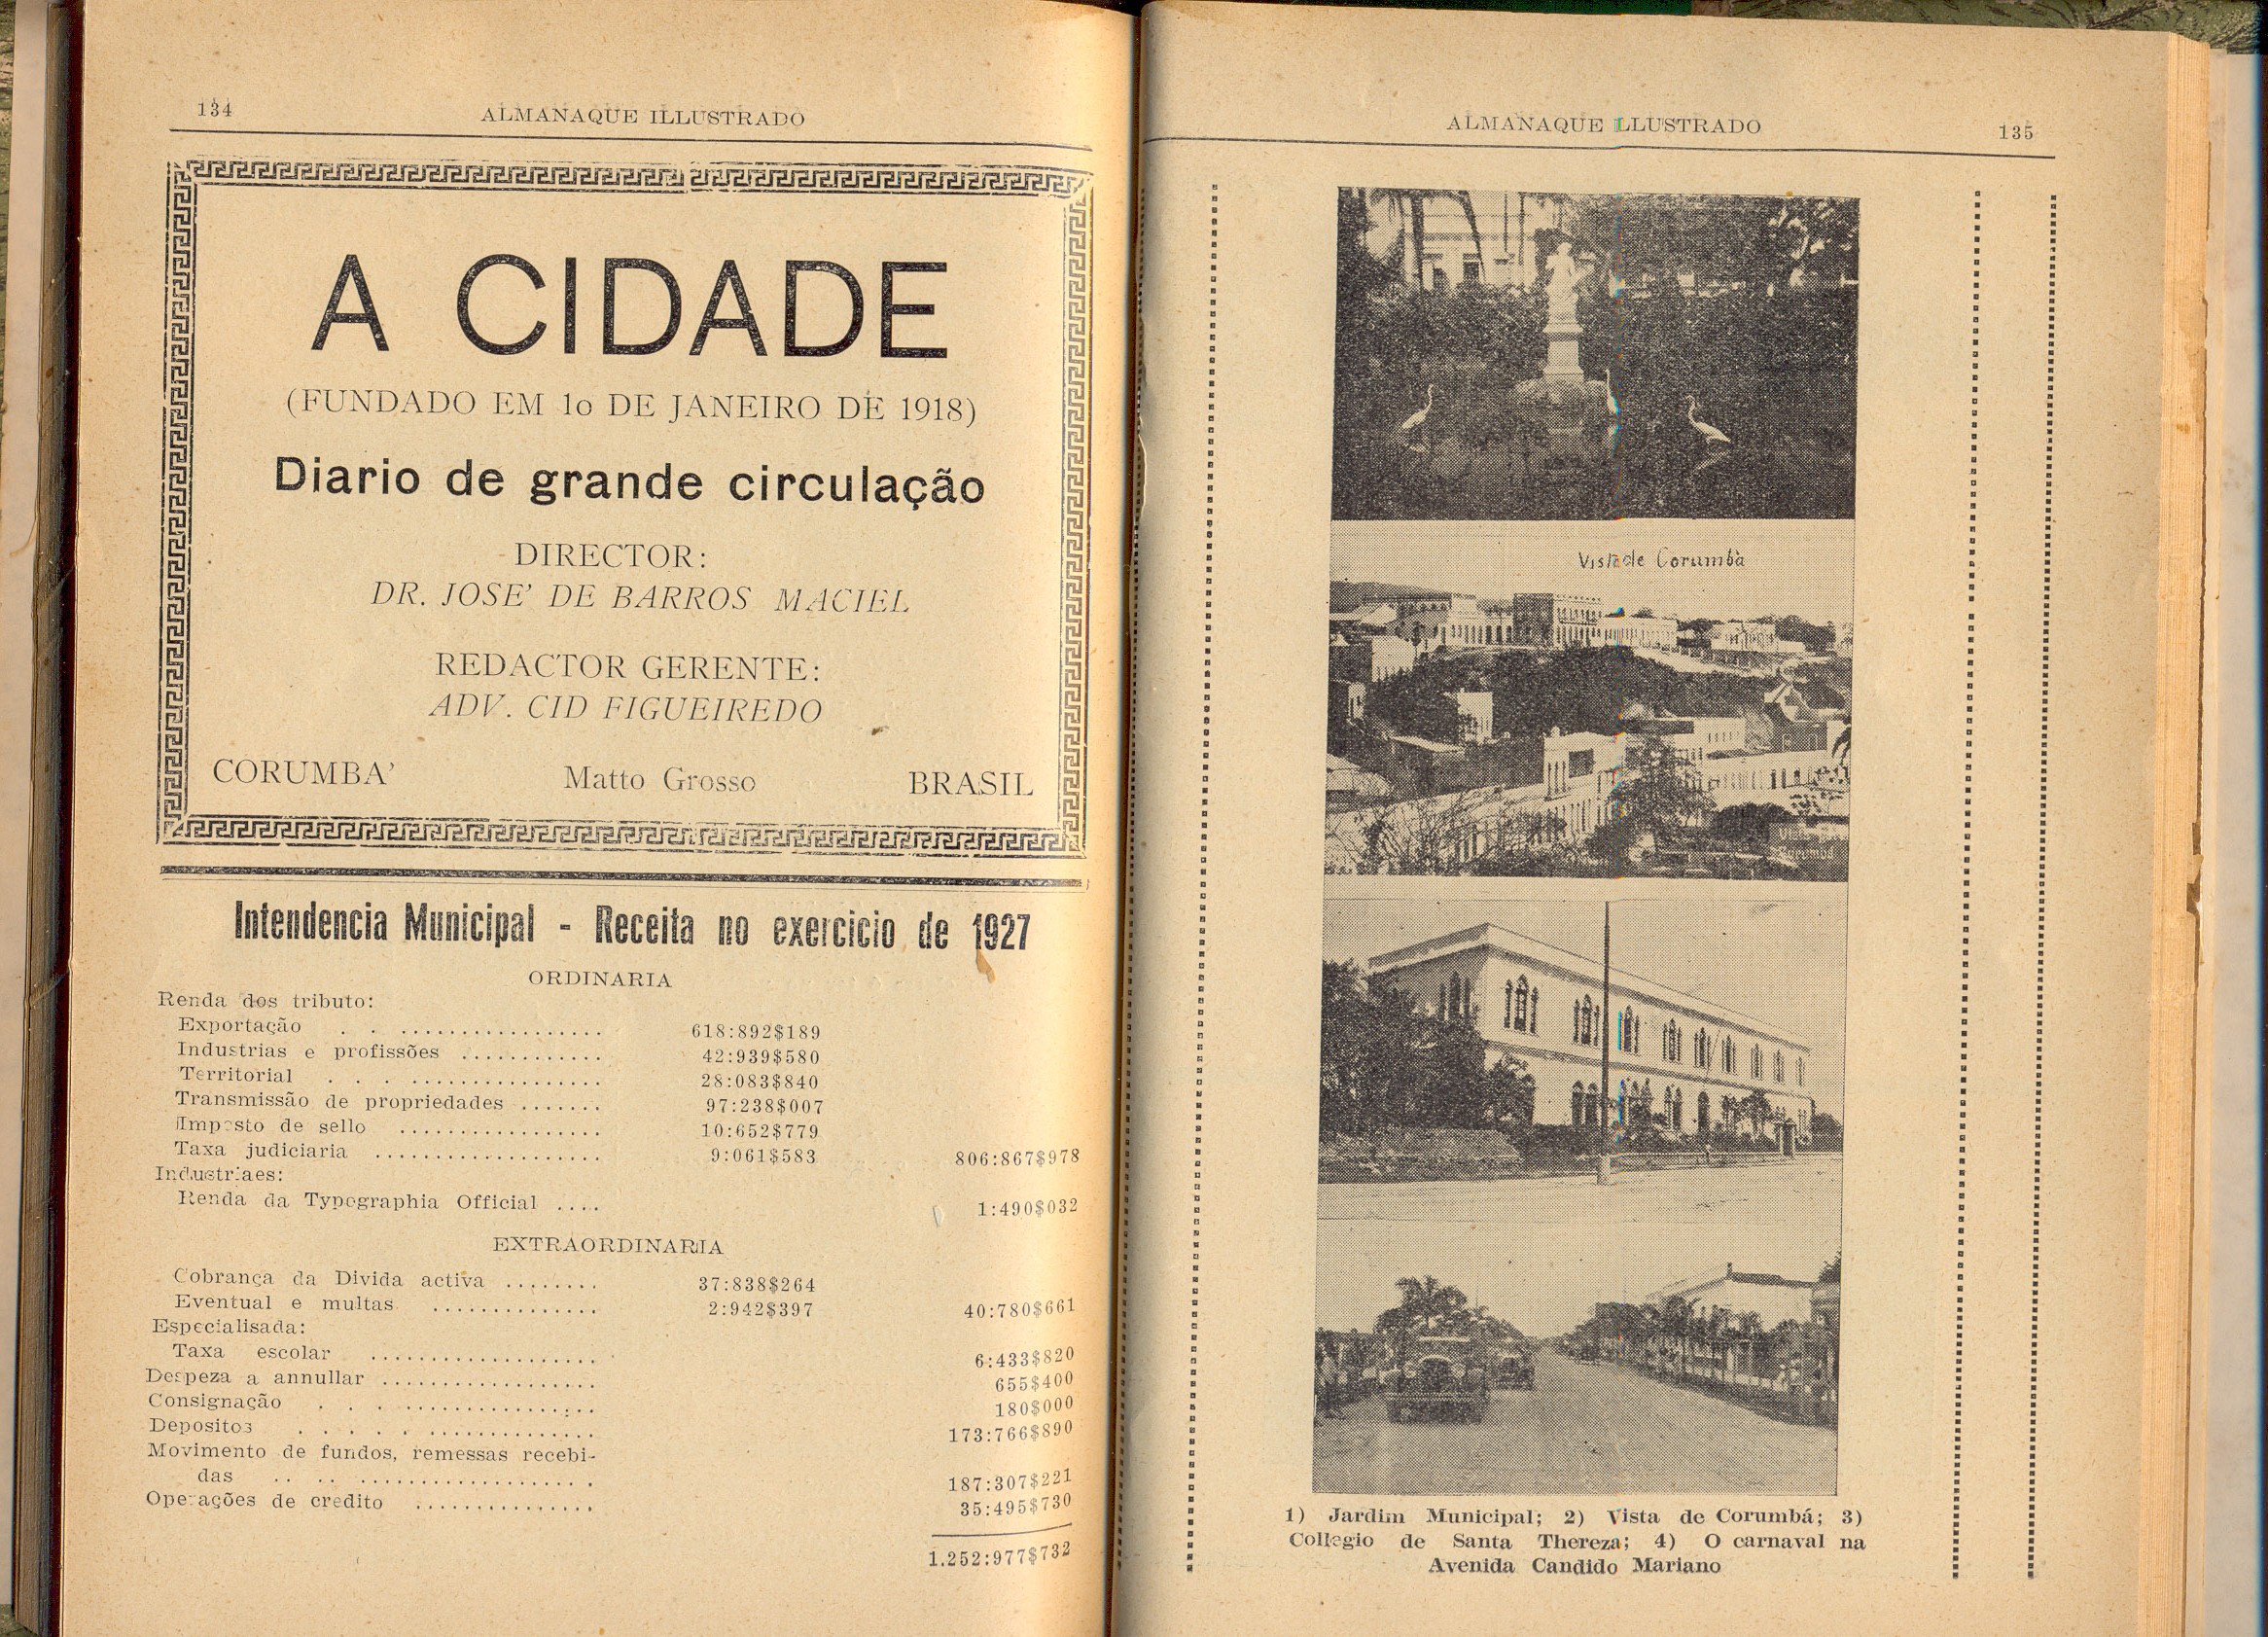 134
ALMANAQUE ILLUSTRADO
A CIDADE
(FUNDADO EM 1o DE JANEIRO DE 1918)
Diario de grande circulação
DIRECTOR:
DR. JOSE' DE BARROS MACIEL
REDACTOR GERENTE:
ADV. CID FIGUEIREDO
CORUMBA' Matto Grosso BRASIL
Intendencia Municipal - Receita no exercicio de 1927
ORDINARIA
Renda dos tributo:
Exportação . . ................. 618:892$189
Industrias e profissões ............ 42:939$580
Territorial . . . ................ 28:083$840
Transmissão de propriedades ....... 97:238$007
Imposto de sello ................. 10:652$779
Taxa judiciaria ................... 9:061$583 806:867$978
Industriaes:
Renda da Typographia Official .... 1:490$032
EXTRAORDINARIA
Cobrança da Divida activa ........ 37:838$264
Eventual e multas .............. 2:942$397 40:780$661
Especialisada:
Taxa escolar ................... 6:433$820
Despeza a annullar .................. 655$400
Consignação . . . ................ 180$000
Depositos . . . . . .............. 173:766$890
Movimento de fundos, remessas recebi-
das .. .. .................... 187:307$221
Operações de credito ............... 35:495$730
1.252:977$732
ALMANAQUE LLUSTRADO
135
Vista de Corumbà
Corumbá
1) Jardim Municipal; 2) Vista de Corumbá; 3)
Collegio de Santa Thereza; 4) O carnaval na
Avenida Candido Mariano